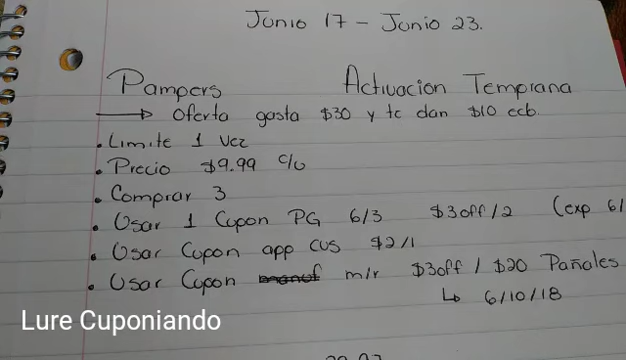 Junio 17 - Junio 23.
Pampers Activacion Temprana
→ Oferta gasta $30 y te dan $10 ecb.
• Limite 1 Vez
• Precio $9.99 c/u
• Comprar 3
• Usar 1 Cupon PG 6/3 $3off/2 (exp 6/
• Usar Cupon app cvs $2/1
• Usar Cupon m/r $3off / $20 Pañales
↳ 6/10/18
Lure Cuponiando